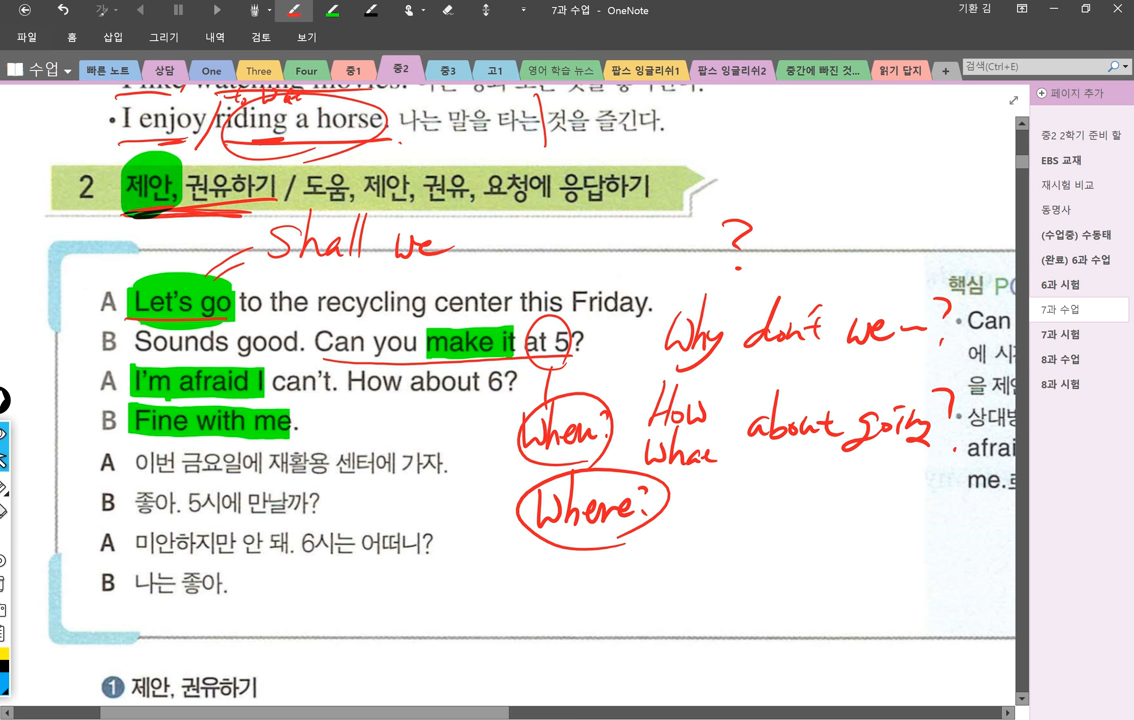 7과 수업 - OneNote
기환 김
파일 홈 삽입 그리기 내역 검토 보기
수업 빠른 노트 상담 One Three Four 중1 중2 중3 고1 영어 학습 뉴스 팝스 잉글리쉬1 팝스 잉글리쉬2 중간에 빠진 것... 읽기 답지 + 검색(Ctrl+E)
페이지 추가
중2 2학기 준비 할
EBS 교재
재시험 비교
동명사
(수업중) 수동태
(완료) 6과 수업
6과 시험
7과 수업
7과 시험
8과 수업
8과 시험
• I enjoy riding a horse. 나는 말을 타는 것을 즐긴다.
2 제안, 권유하기 / 도움, 제안, 권유, 요청에 응답하기
Shall we ?
A Let's go to the recycling center this Friday.
B Sounds good. Can you make it at 5?
A I'm afraid I can't. How about 6?
B Fine with me.
A 이번 금요일에 재활용 센터에 가자.
B 좋아. 5시에 만날까?
A 미안하지만 안 돼. 6시는 어떠니?
B 나는 좋아.
Why don't we ~?
How about going?
What
When?
Where?
핵심
• Can
에 시
을 제
• 상대방
afrai
me.로
1 제안, 권유하기